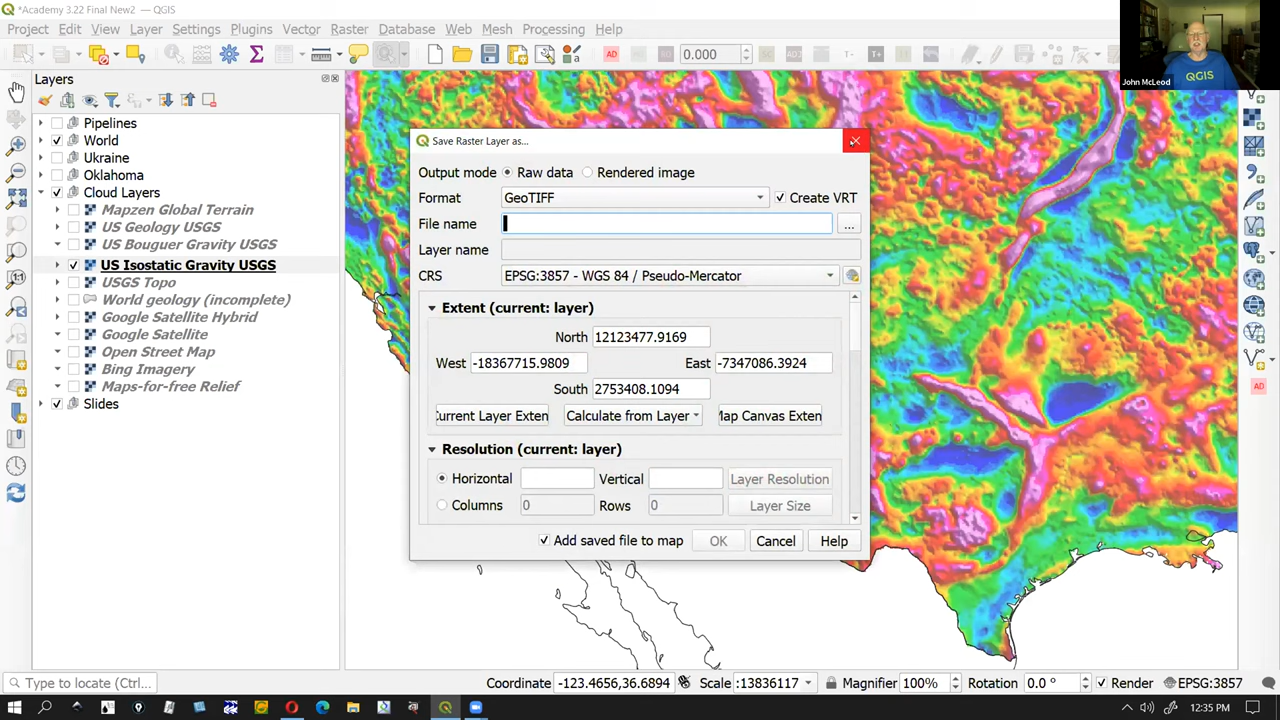 *Academy 3.22 Final New2 — QGIS
Project Edit View Layer Settings Plugins Vector Raster Database Web Mesh Processing Help
0.000
QGIS
John McLeod
Layers
Pipelines
World
Ukraine
Oklahoma
Cloud Layers
Mapzen Global Terrain
US Geology USGS
US Bouguer Gravity USGS
US Isostatic Gravity USGS
USGS Topo
World geology (incomplete)
Google Satellite Hybrid
Google Satellite
Open Street Map
Bing Imagery
Maps-for-free Relief
Slides
Save Raster Layer as...
Output mode Raw data Rendered image
Format GeoTIFF Create VRT
File name ...
Layer name
CRS EPSG:3857 - WGS 84 / Pseudo-Mercator
Extent (current: layer)
North 12123477.9169
West -18367715.9809 East -7347086.3924
South 2753408.1094
Current Layer Exten Calculate from Layer Map Canvas Exten
Resolution (current: layer)
Horizontal Vertical Layer Resolution
Columns 0 Rows 0 Layer Size
Add saved file to map OK Cancel Help
Type to locate (Ctrl... Coordinate -123.4656,36.6894 Scale :13836117 Magnifier 100% Rotation 0.0 ° Render EPSG:3857
12:35 PM